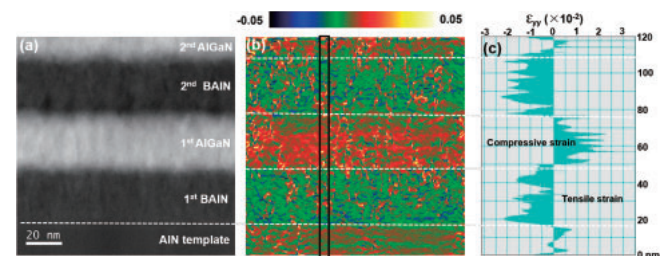 -0.05 0.05
εyy (×10-2)
-3 -2 -1 0 1 2 3
(a)
2nd AlGaN
2nd BAlN
1st AlGaN
1st BAlN
AlN template
20 nm
(b)
(c)
Compressive strain
Tensile strain
120
100
80
60
40
20
0 nm